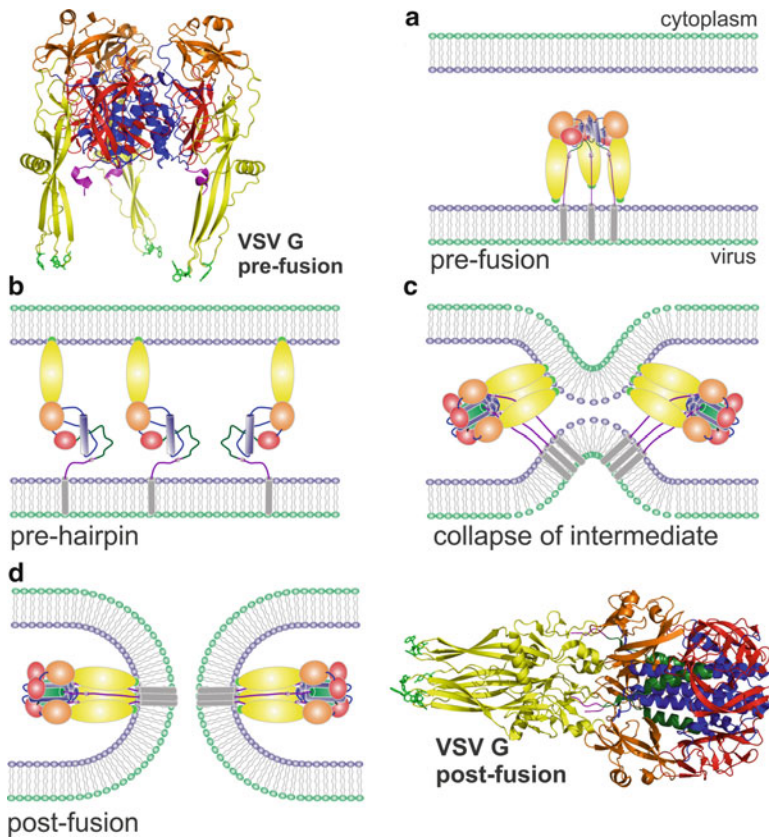 a
cytoplasm
VSV G
pre-fusion
pre-fusion
virus
b
c
pre-hairpin
collapse of intermediate
d
VSV G
post-fusion
post-fusion